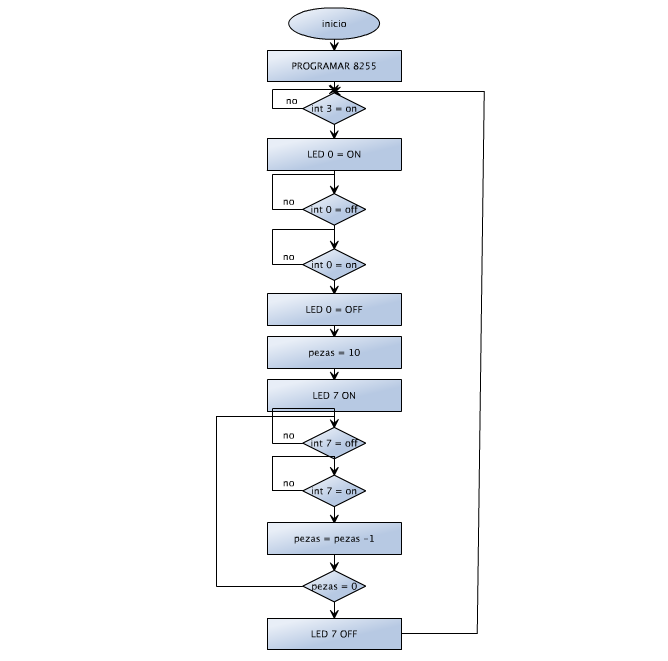 inicio
PROGRAMAR 8255
no
int 3 = on
LED 0 = ON
no
int 0 = off
no
int 0 = on
LED 0 = OFF
pezas = 10
LED 7 ON
no
int 7 = off
no
int 7 = on
pezas = pezas -1
pezas = 0
LED 7 OFF